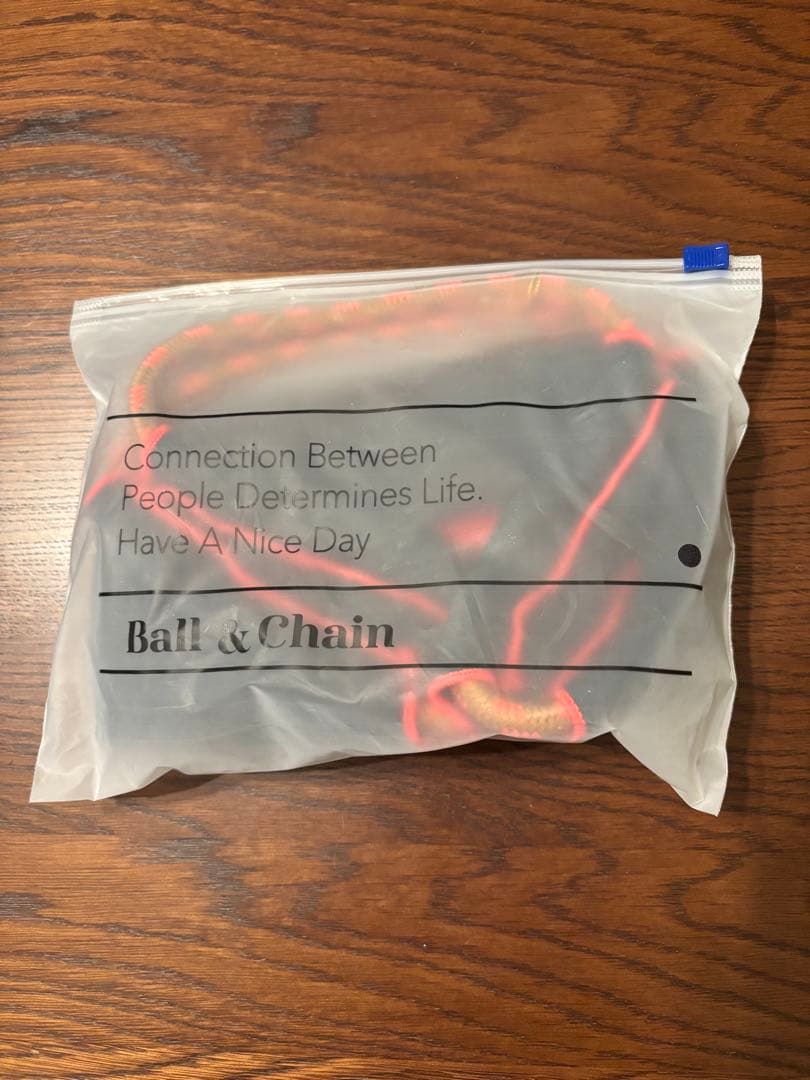 Connection Between
People Determines Life.
Have A Nice Day
Ball & Chain